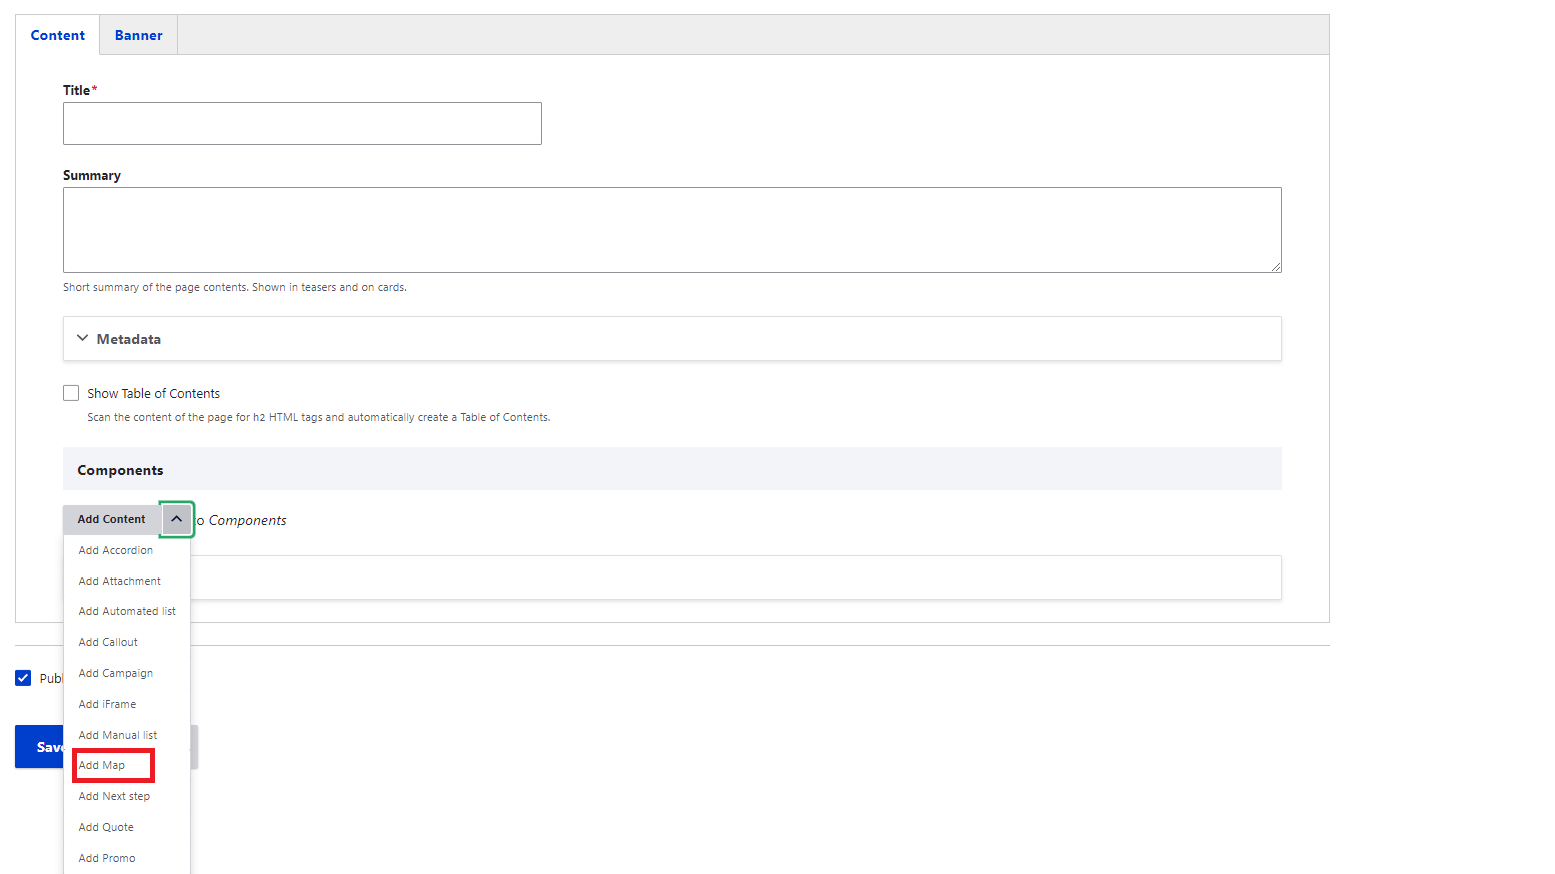 Content Banner
Title*
Summary
Short summary of the page contents. Shown in teasers and on cards.
Metadata
Show Table of Contents
Scan the content of the page for h2 HTML tags and automatically create a Table of Contents.
Components
Add Content o Components
Add Accordion
Add Attachment
Add Automated list
Add Callout
Add Campaign
Publ
Add iFrame
Add Manual list
Save
Add Map
Add Next step
Add Quote
Add Promo